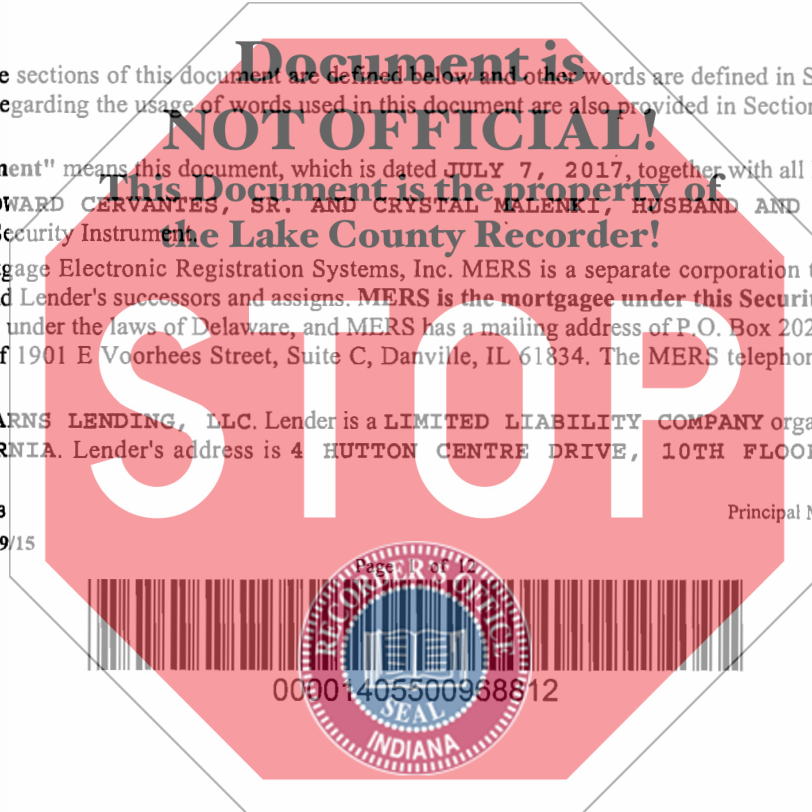 Document is
e sections of this document are defined below and other words are defined in S
egarding the usage of words used in this document are also provided in Section
NOT OFFICIAL!
ment" means this document, which is dated JULY 7, 2017, together with all
This Document is the property of
WARD CERVANTES, SR. AND CRYSTAL MALENKI, HUSBAND AND
Security Instrument.
the Lake County Recorder!
gage Electronic Registration Systems, Inc. MERS is a separate corporation t
d Lender's successors and assigns. MERS is the mortgagee under this Securi
under the laws of Delaware, and MERS has a mailing address of P.O. Box 202
f 1901 E Voorhees Street, Suite C, Danville, IL 61834. The MERS telephon
STOP
ARNS LENDING, LLC. Lender is a LIMITED LIABILITY COMPANY orga
RNIA. Lender's address is 4 HUTTON CENTRE DRIVE, 10TH FLOOR
8
Principal M
9/15
Page 1 of 12
RECORDER'S OFFICE
00001405500968812
SEAL
INDIANA